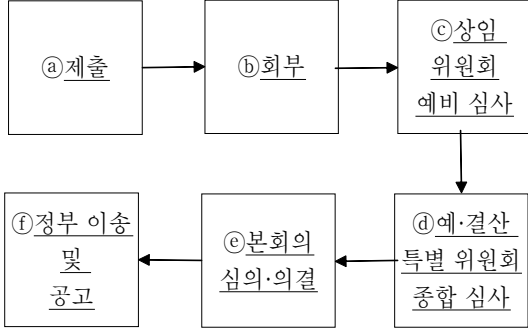 ⓐ제출
ⓑ회부
ⓒ상임
위원회
예비 심사
ⓓ예·결산
특별 위원회
종합 심사
ⓔ본회의
심의·의결
ⓕ정부 이송
및
공고